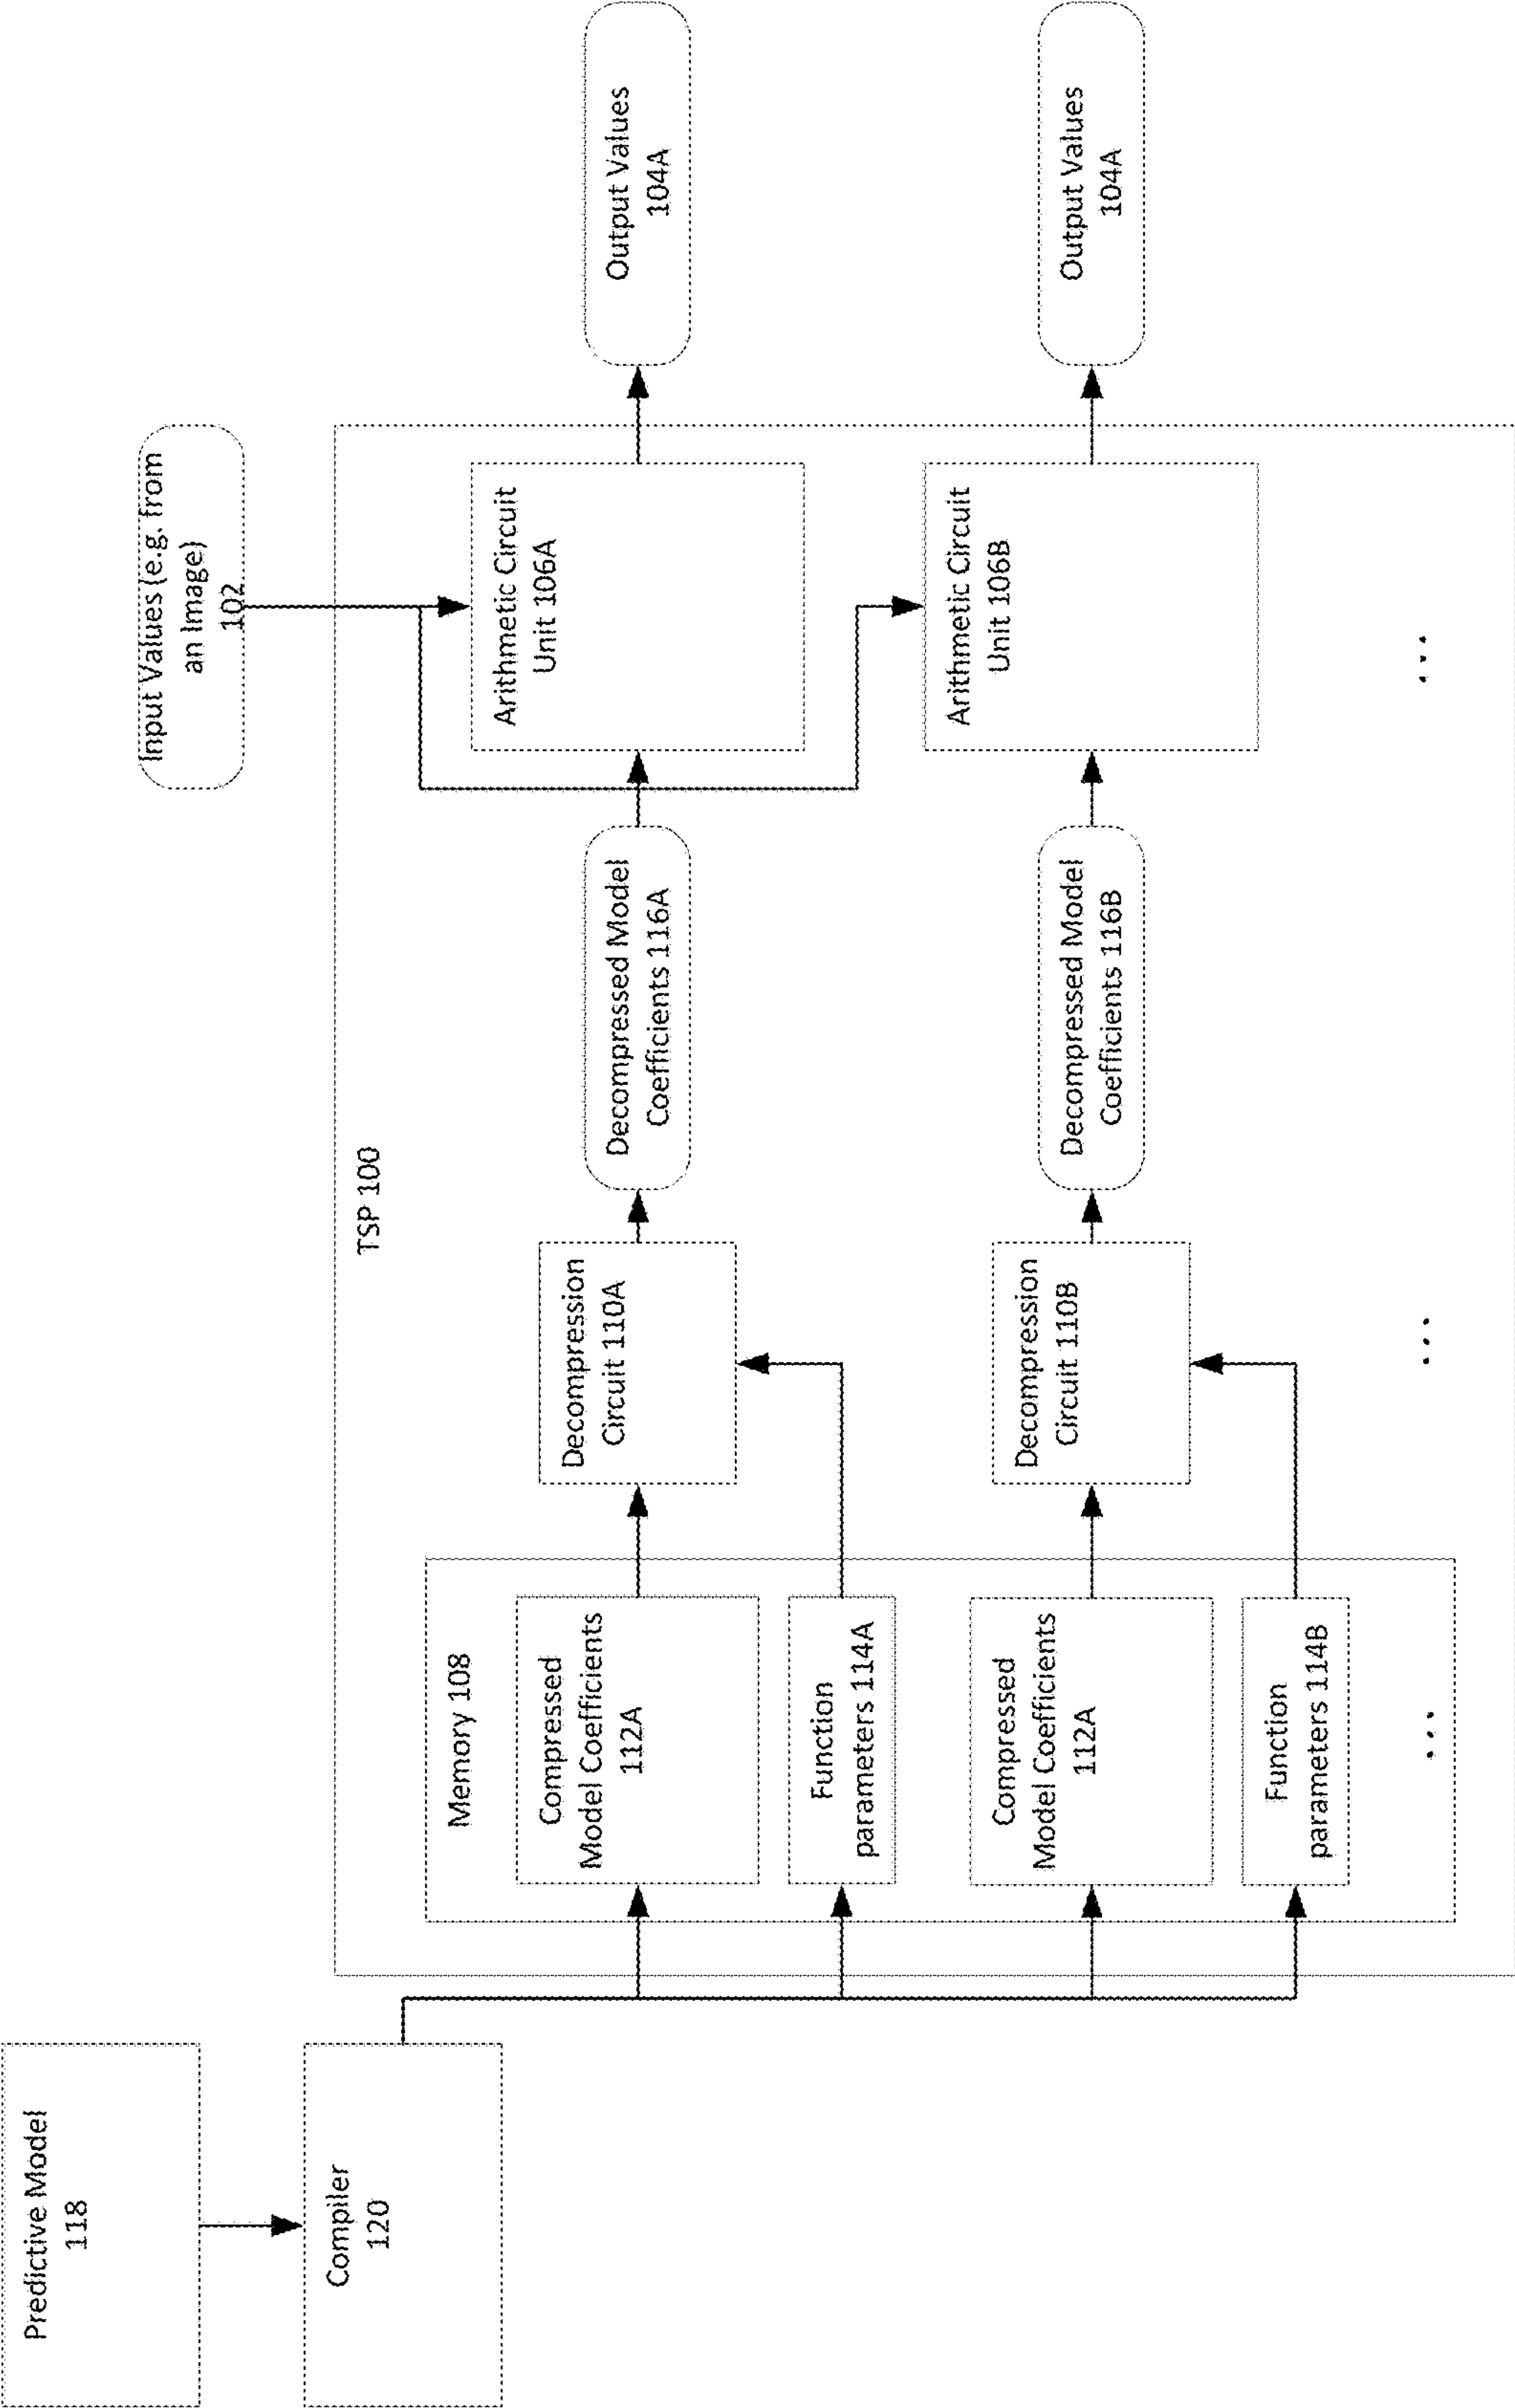 Predictive Model
118
Compiler
120
Input Values (e.g. from
an Image)
102
TSP 100
Memory 108
Compressed
Model Coefficients
112A
Function
parameters 114A
Decompression
Circuit 110A
Decompressed Model
Coefficients 116A
Arithmetic Circuit
Unit 106A
Output Values
104A
Compressed
Model Coefficients
112A
Function
parameters 114B
Decompression
Circuit 110B
Decompressed Model
Coefficients 116B
Arithmetic Circuit
Unit 106B
Output Values
104A
...
...
...